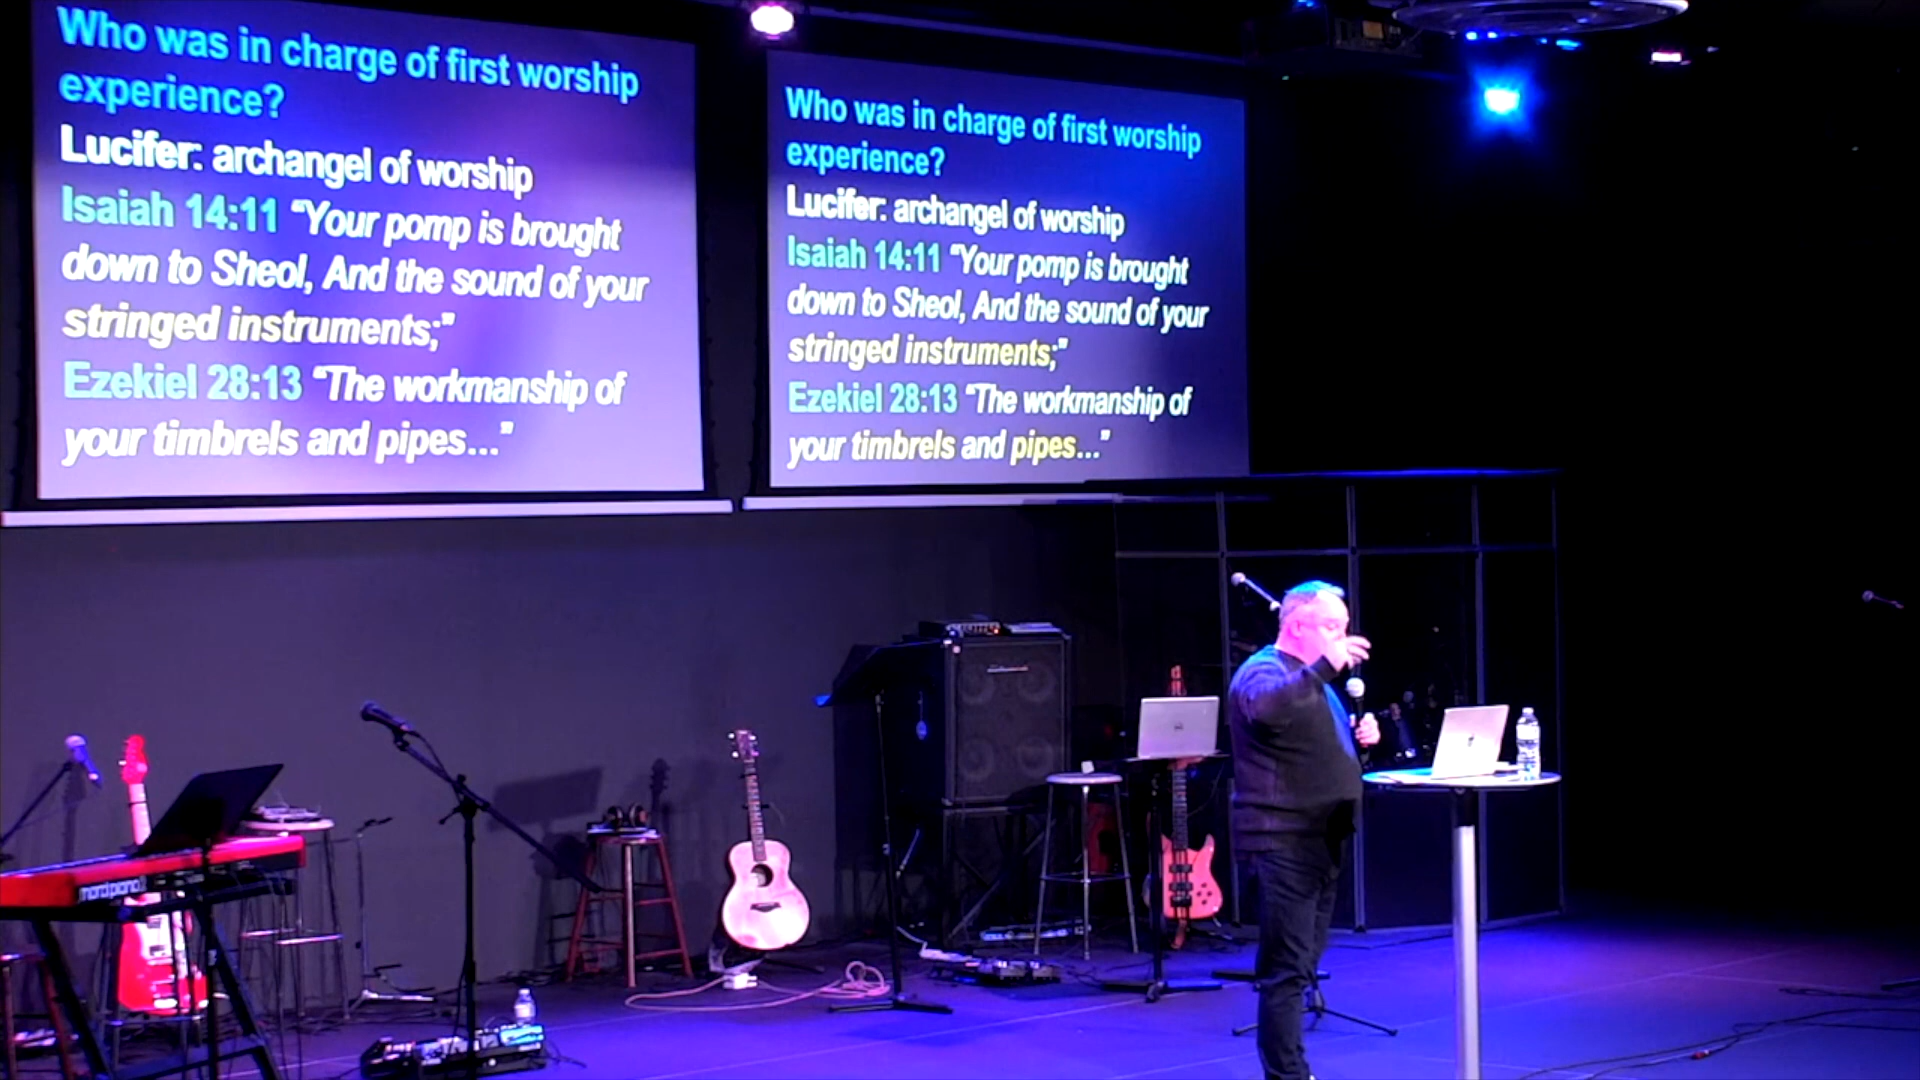 Who was in charge of first worship
experience?
Lucifer: archangel of worship
Isaiah 14:11 “Your pomp is brought
down to Sheol, And the sound of your
stringed instruments;”
Ezekiel 28:13 “The workmanship of
your timbrels and pipes...”
Who was in charge of first worship
experience?
Lucifer: archangel of worship
Isaiah 14:11 “Your pomp is brought
down to Sheol, And the sound of your
stringed instruments;”
Ezekiel 28:13 “The workmanship of
your timbrels and pipes...”
nord piano